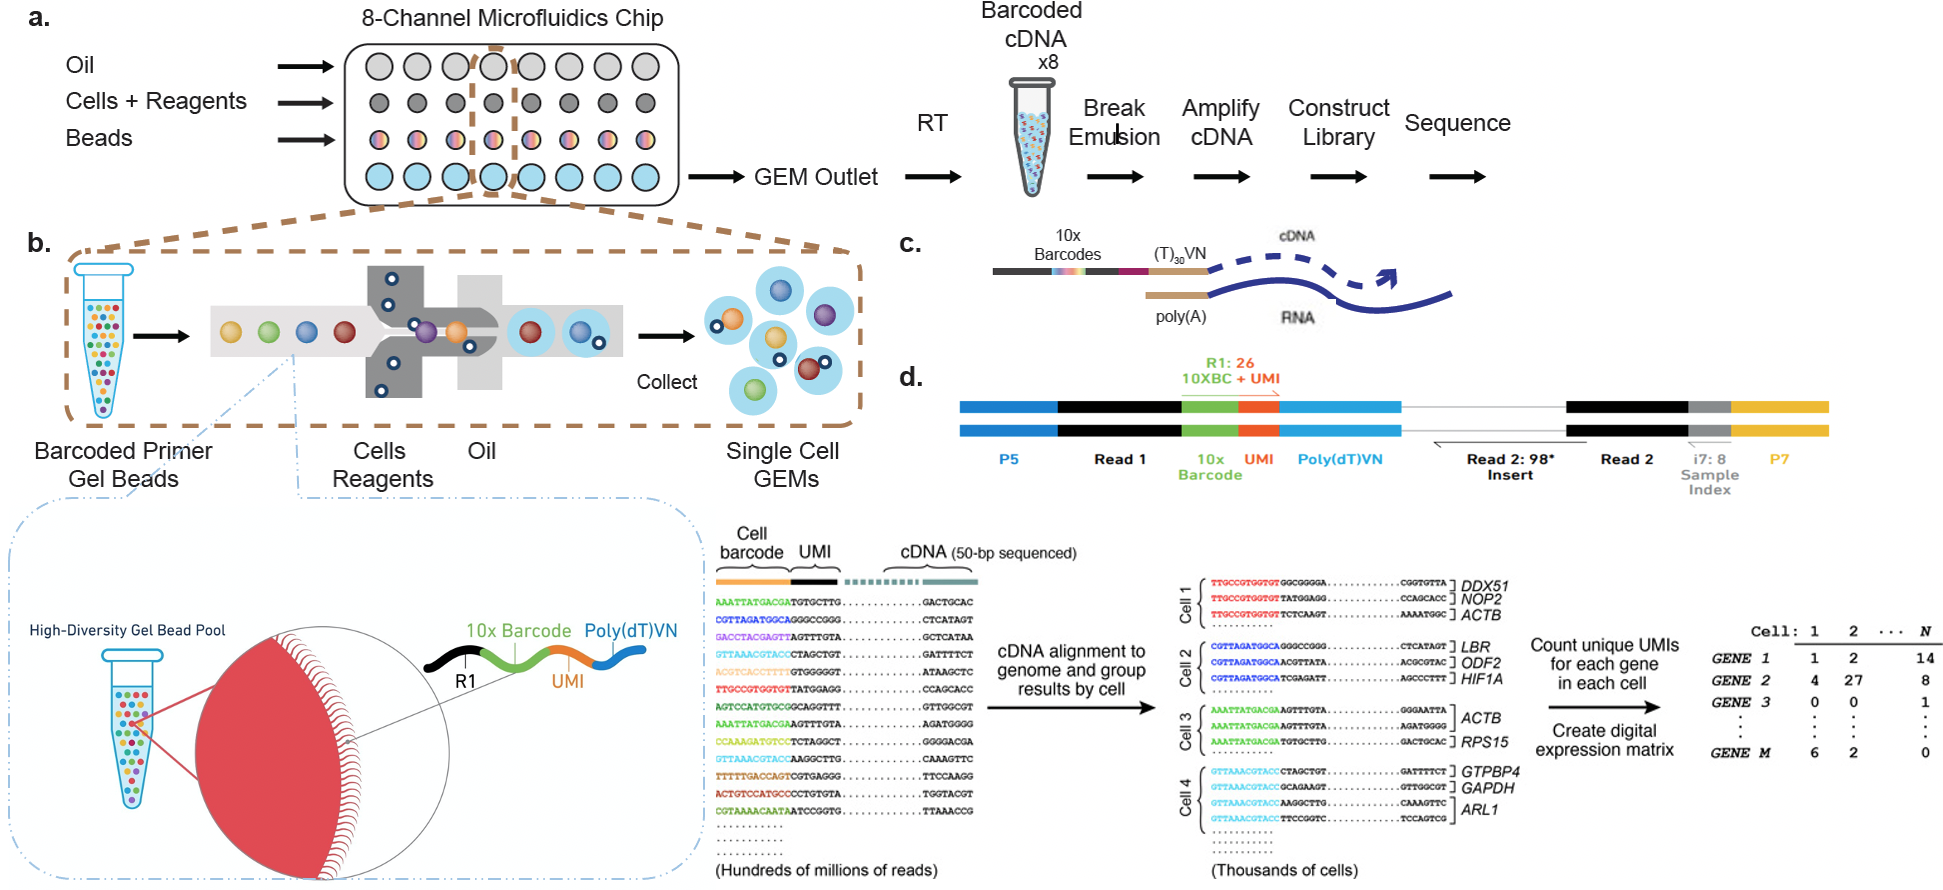 a.
8-Channel Microfluidics Chip
Oil
Cells + Reagents
Beads
GEM Outlet
RT
Barcoded
cDNA
x8
Break
Emusion
l
Amplify
cDNA
Construct
Library
Sequence
b.
Collect
Barcoded Primer
Gel Beads
Cells
Reagents
Oil
Single Cell
GEMs
High-Diversity Gel Bead Pool
10x Barcode
Poly(dT)VN
R1
UMI
c.
10x
Barcodes
(T)30VN
cDNA
poly(A)
RNA
d.
R1: 26
10XBC + UMI
P5
Read 1
10x
Barcode
UMI
Poly(dT)VN
Read 2: 98*
Insert
Read 2
i7: 8
Sample
Index
P7
Cell
barcode
UMI
cDNA (50-bp sequenced)
AAATTATGACGATGTGCTTG.............GACTGCAC
CGTTAGATGGCAGGGCCGGG.............CTCATAGT
GACCTACGAGTTAGTTTGTA.............GCTCATAA
GTTAAACGTACCCTAGCTGT.............GATTTTCT
ACGTCACCTTTTGTGGGGGT.............ATAAGCTC
TTGCCGTGGTGTTATGGAGG.............CCAGCACC
AGTCCATGTGCGGCAGGTTT.............GTTGGCGT
AAATTATGACGAAGTTTGTA.............AGATGGGG
CCAAAGATGTCCTCTAGGCT.............GGGGACGA
GTTAAACGTACCAAGGCTTG.............CAAAGTTC
TTTTTGACCAGTCGTGAGGG.............TTCCAAGG
ACTGTCCATGCCCCTGTGTA.............TGGTACGT
CGTAAAACAATAATCCGGTG.............TTAAACCG
(Hundreds of millions of reads)
cDNA alignment to
genome and group
results by cell
Cell 1
TTGCCGTGGTGTGGCGGGGA.............CGGTGTTA
DDX51
TTGCCGTGGTGTTATGGAGG.............CCAGCACC
NOP2
TTGCCGTGGTGTTCTCAAGT.............AAAATGGC
ACTB
Cell 2
CGTTAGATGGCAGGGCCGGG.............CTCATAGT
LBR
CGTTAGATGGCAACGTTATA.............ACGCGTAC
ODF2
CGTTAGATGGCATCGAGATT.............AGCCCTTT
HIF1A
Cell 3
AAATTATGACGAAGTTTGTA.............GGGAATTA
AAATTATGACGAAGTTTGTA.............AGATGGGG
ACTB
AAATTATGACGATGTGCTTG.............GACTGCAC
RPS15
Cell 4
GTTAAACGTACCCTAGCTGT.............GATTTTCT
GTPBP4
GTTAAACGTACCGCAGAAGT.............GTTGGCGT
GAPDH
GTTAAACGTACCAAGGCTTG.............CAAAGTTC
GTTAAACGTACCTTCCGGTC.............TCCAGTCG
ARL1
(Thousands of cells)
Count unique UMIs
for each gene
in each cell
Create digital
expression matrix
Cell: 1 2 ... N
GENE 1 1 2 14
GENE 2 4 27 8
GENE 3 0 0 1
GENE M 6 2 0